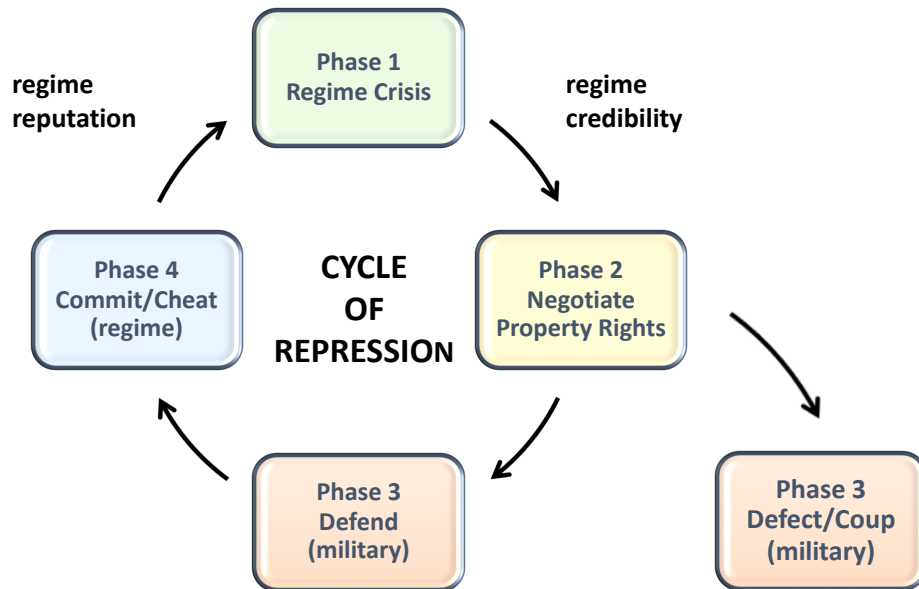 Phase 1
Regime Crisis
regime
reputation
regime
credibility
Phase 4
Commit/Cheat
(regime)
CYCLE
OF
REPRESSION
Phase 2
Negotiate
Property Rights
Phase 3
Defend
(military)
Phase 3
Defect/Coup
(military)